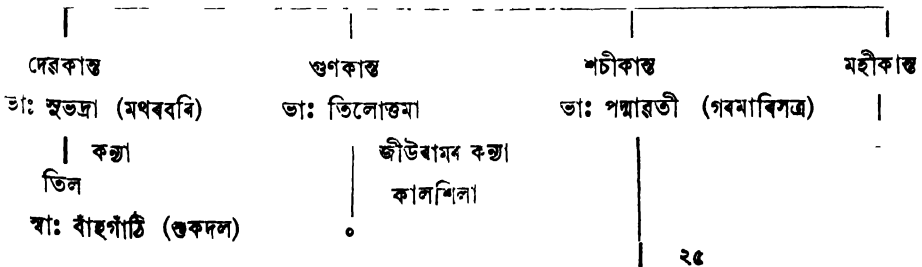 দেৱকান্ত গুণকান্ত শচীকান্ত মহীকান্ত
ভা: সুভদ্ৰা (মথৰবৰি) ভা: তিলোত্তমা ভা: পদ্মাৱতী (গৰমাৰিসত্ৰ)
কন্যা জীউৰামৰ কন্যা
তিল কালশিলা
স্বা: বাঁহগাঁঠি (শুকদল)
২৫